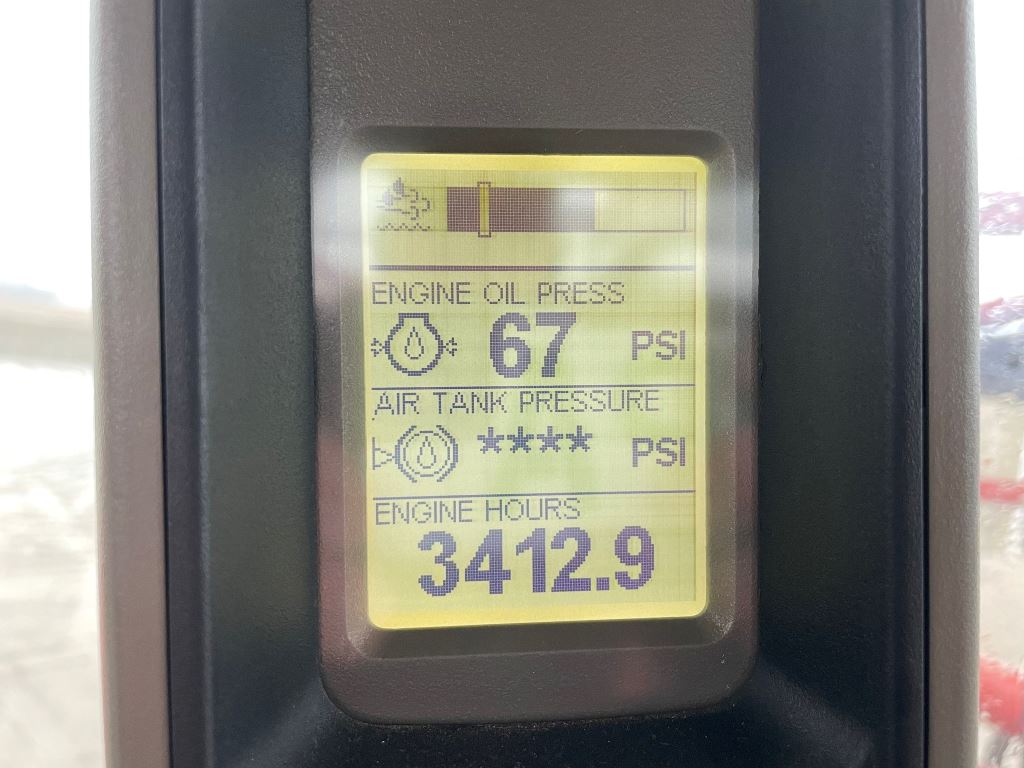 ENGINE OIL PRESS
67 PSI
AIR TANK PRESSURE
**** PSI
ENGINE HOURS
3412.9